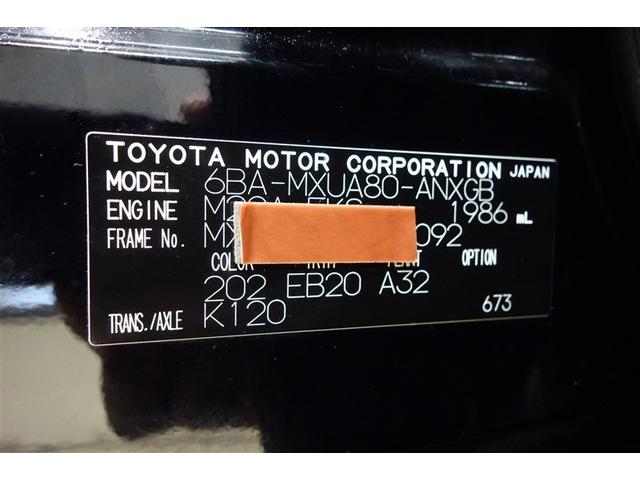 TOYOTA MOTOR CORPORATION JAPAN
MODEL 6BA-MXUA80-ANXGB
ENGINE 1986 mL
FRAME No. MX 092
COLOR OPTION
202 EB20 A32
TRANS./AXLE K120 673